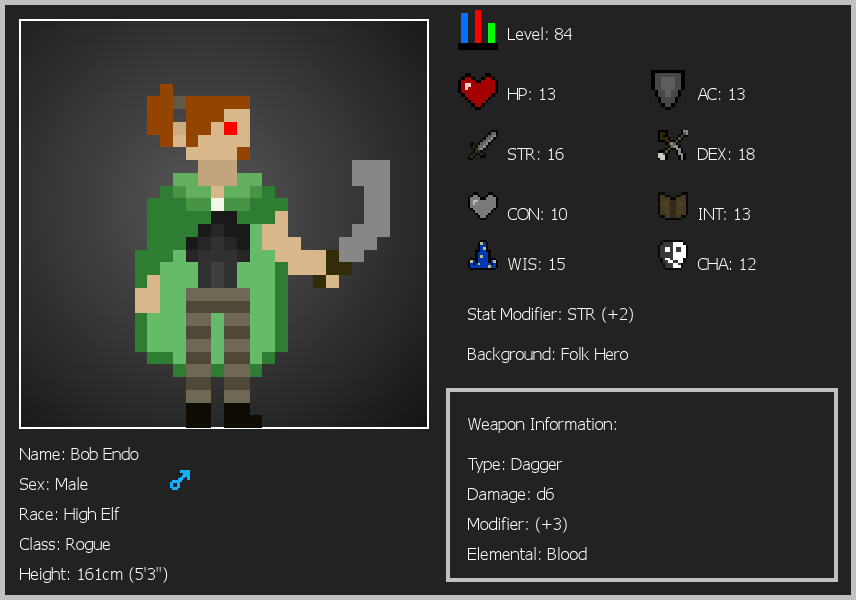 Level: 84
HP: 13
AC: 13
STR: 16
DEX: 18
CON: 10
INT: 13
WIS: 15
CHA: 12
Stat Modifier: STR (+2)
Background: Folk Hero
Weapon Information:
Type: Dagger
Damage: d6
Modifier: (+3)
Elemental: Blood
Name: Bob Endo
Sex: Male
Race: High Elf
Class: Rogue
Height: 161cm (5'3")